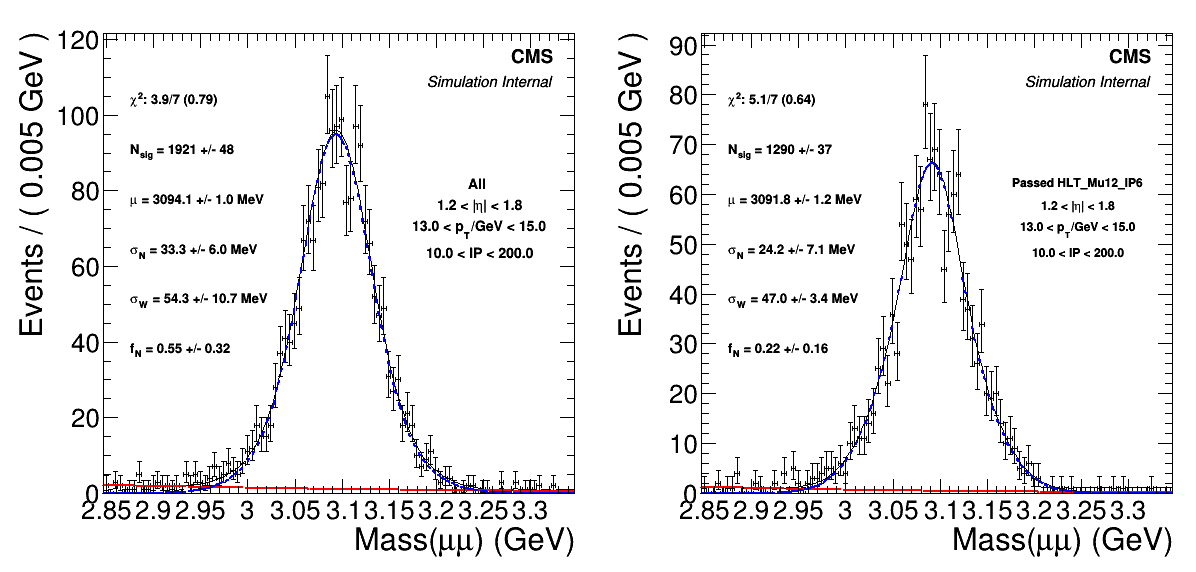 Events / ( 0.005 GeV )
120
100
80
60
40
20
0
CMS
Simulation Internal
χ²: 3.9/7 (0.79)
N_sig = 1921 +/- 48
μ = 3094.1 +/- 1.0 MeV
σ_N = 33.3 +/- 6.0 MeV
σ_W = 54.3 +/- 10.7 MeV
f_N = 0.55 +/- 0.32
All
1.2 < |η| < 1.8
13.0 < p_T/GeV < 15.0
10.0 < IP < 200.0
2.85 2.9 2.95 3 3.05 3.1 3.15 3.2 3.25 3.3
Mass(μμ) (GeV)
Events / ( 0.005 GeV )
90
80
70
60
50
40
30
20
10
0
CMS
Simulation Internal
χ²: 5.1/7 (0.64)
N_sig = 1290 +/- 37
μ = 3091.8 +/- 1.2 MeV
σ_N = 24.2 +/- 7.1 MeV
σ_W = 47.0 +/- 3.4 MeV
f_N = 0.22 +/- 0.16
Passed HLT_Mu12_IP6
1.2 < |η| < 1.8
13.0 < p_T/GeV < 15.0
10.0 < IP < 200.0
2.85 2.9 2.95 3 3.05 3.1 3.15 3.2 3.25 3.3
Mass(μμ) (GeV)